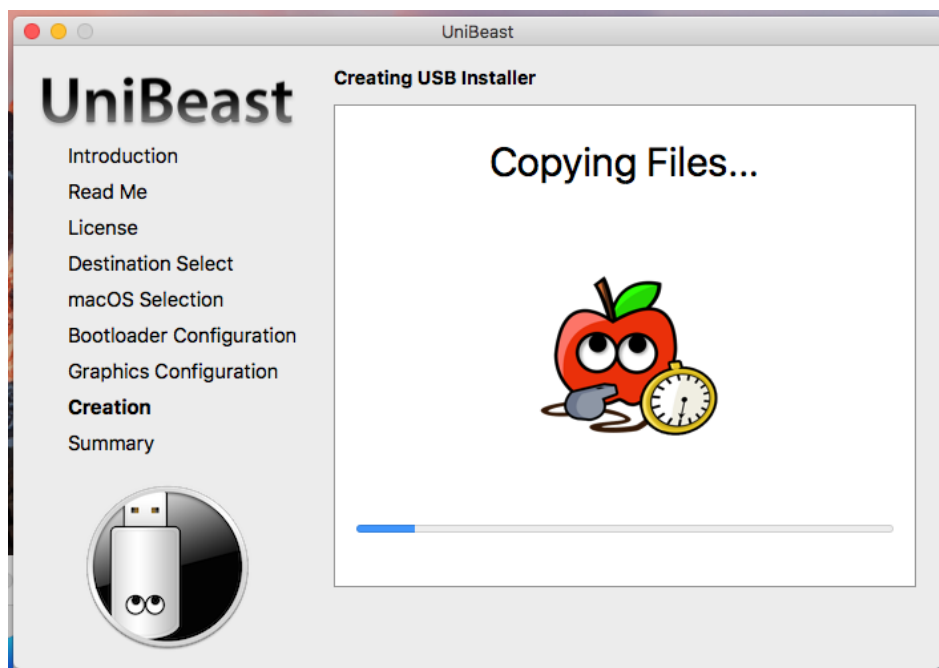 UniBeast
UniBeast
Introduction
Read Me
License
Destination Select
macOS Selection
Bootloader Configuration
Graphics Configuration
Creation
Summary
Creating USB Installer
Copying Files...